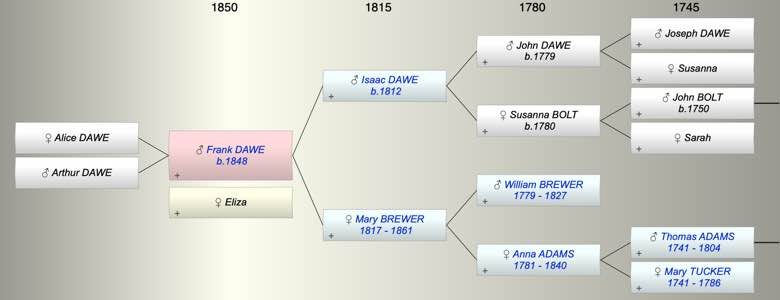 1850
1815
1780
1745
♀ Alice DAWE
♂ Arthur DAWE
♂ Frank DAWE
b.1848
+
♀ Eliza
+
♂ Isaac DAWE
b.1812
+
♀ Mary BREWER
1817 - 1861
+
♂ John DAWE
b.1779
+
♀ Susanna BOLT
b.1780
+
♂ William BREWER
1779 - 1827
+
♀ Anna ADAMS
1781 - 1840
+
♂ Joseph DAWE
+
♀ Susanna
+
♂ John BOLT
b.1750
+
♀ Sarah
+
♂ Thomas ADAMS
1741 - 1804
+
♀ Mary TUCKER
1741 - 1786
+